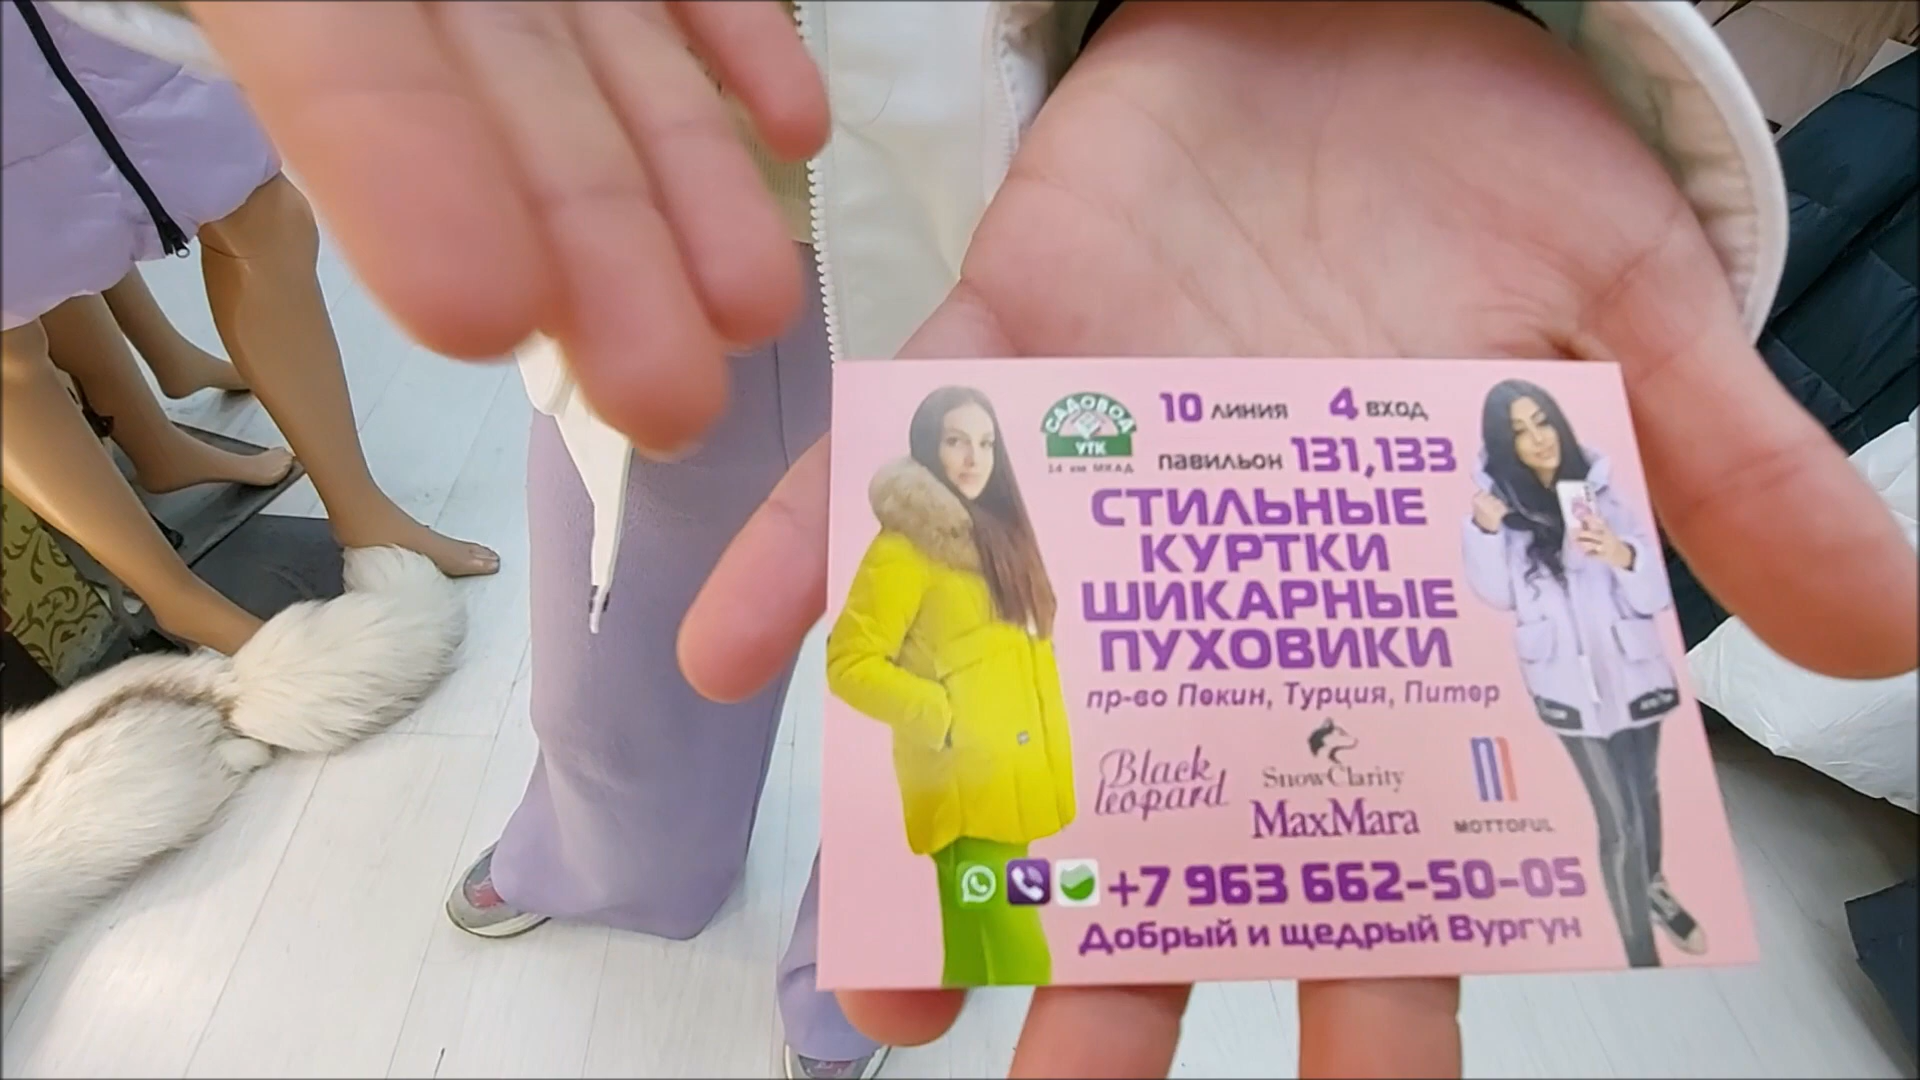 САДОВОД
УТК
14 км МКАД
10 линия 4 вход
павильон 131,133
СТИЛЬНЫЕ
КУРТКИ
ШИКАРНЫЕ
ПУХОВИКИ
пр-во Пекин, Турция, Питер
Black
leopard
SnowClarity
MaxMara
MOTTOFUL
+7 963 662-50-05
Добрый и щедрый Вургун